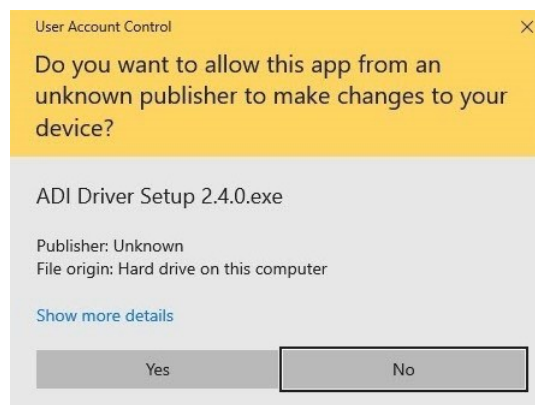 User Account Control
Do you want to allow this app from an
unknown publisher to make changes to your
device?
ADI Driver Setup 2.4.0.exe
Publisher: Unknown
File origin: Hard drive on this computer
Show more details
Yes
No